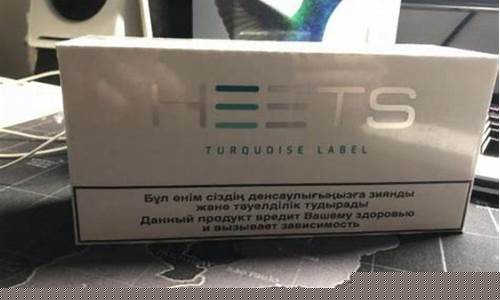 HEETS
TURQUOISE LABEL
Бұл өнім сіздің денсаулығыңызға зиянды
және тәуелділік тудырады
Данный продукт вредит Вашему здоровью
и вызывает зависимость